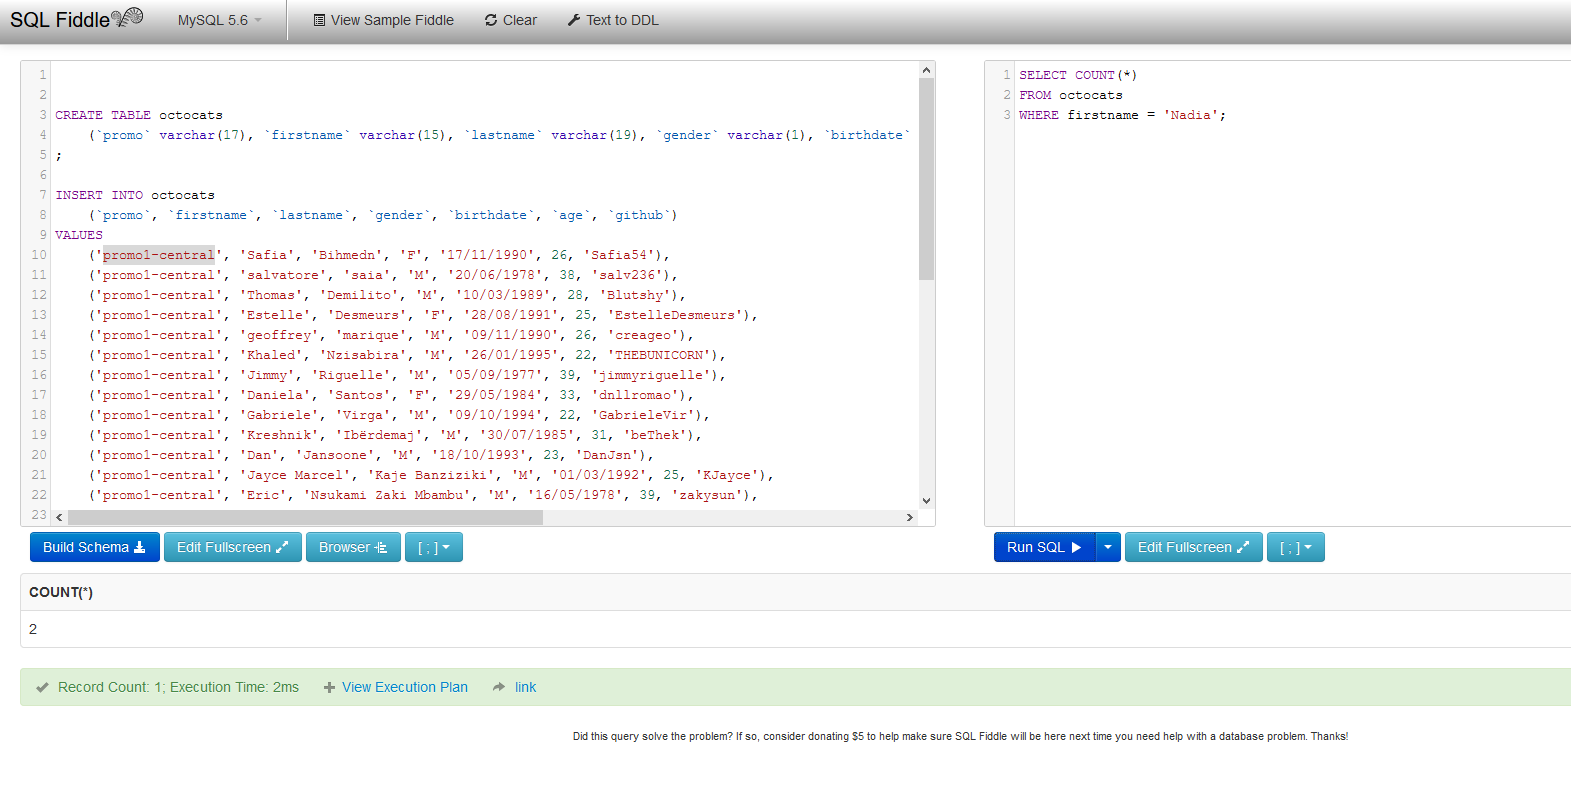 SQL Fiddle MySQL 5.6 View Sample Fiddle Clear Text to DDL
1
2
3 CREATE TABLE octocats
4 (`promo` varchar(17), `firstname` varchar(15), `lastname` varchar(19), `gender` varchar(1), `birthdate`
5 ;
6
7 INSERT INTO octocats
8 (`promo`, `firstname`, `lastname`, `gender`, `birthdate`, `age`, `github`)
9 VALUES
10 ('promo1-central', 'Safia', 'Bihmedn', 'F', '17/11/1990', 26, 'Safia54'),
11 ('promo1-central', 'salvatore', 'saia', 'M', '20/06/1978', 38, 'salv236'),
12 ('promo1-central', 'Thomas', 'Demilito', 'M', '10/03/1989', 28, 'Blutshy'),
13 ('promo1-central', 'Estelle', 'Desmeurs', 'F', '28/08/1991', 25, 'EstelleDesmeurs'),
14 ('promo1-central', 'geoffrey', 'marique', 'M', '09/11/1990', 26, 'creageo'),
15 ('promo1-central', 'Khaled', 'Nzisabira', 'M', '26/01/1995', 22, 'THEBUNICORN'),
16 ('promo1-central', 'Jimmy', 'Riguelle', 'M', '05/09/1977', 39, 'jimmyriguelle'),
17 ('promo1-central', 'Daniela', 'Santos', 'F', '29/05/1984', 33, 'dnllromao'),
18 ('promo1-central', 'Gabriele', 'Virga', 'M', '09/10/1994', 22, 'GabrieleVir'),
19 ('promo1-central', 'Kreshnik', 'Ibërdemaj', 'M', '30/07/1985', 31, 'beThek'),
20 ('promo1-central', 'Dan', 'Jansoone', 'M', '18/10/1993', 23, 'DanJsn'),
21 ('promo1-central', 'Jayce Marcel', 'Kaje Banziziki', 'M', '01/03/1992', 25, 'KJayce'),
22 ('promo1-central', 'Eric', 'Nsukami Zaki Mbambu', 'M', '16/05/1978', 39, 'zakysun'),
23
1 SELECT COUNT(*)
2 FROM octocats
3 WHERE firstname = 'Nadia';
Build Schema Edit Fullscreen Browser [ ; ]
Run SQL Edit Fullscreen [ ; ]
COUNT(*)
2
Record Count: 1; Execution Time: 2ms View Execution Plan link
Did this query solve the problem? If so, consider donating $5 to help make sure SQL Fiddle will be here next time you need help with a database problem. Thanks!